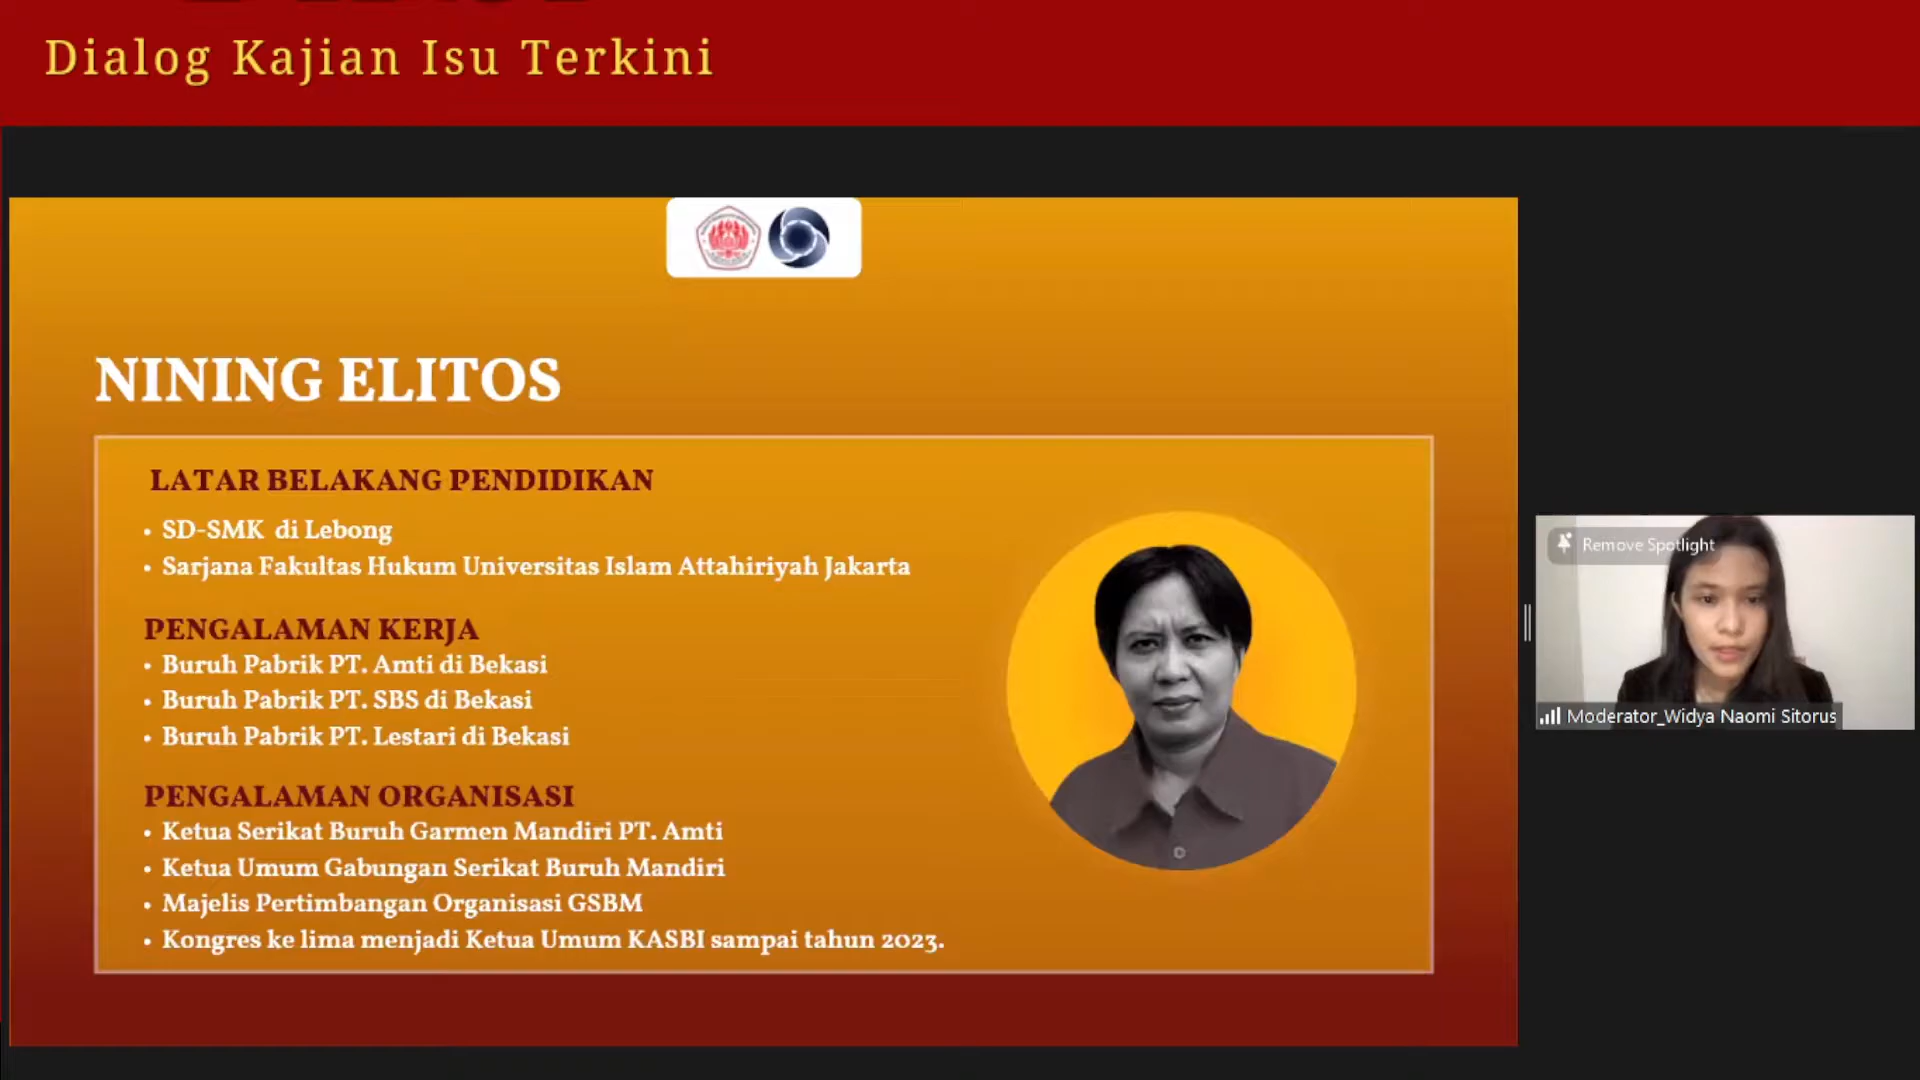 Dialog Kajian Isu Terkini
NINING ELITOS
LATAR BELAKANG PENDIDIKAN
• SD-SMK di Lebong
• Sarjana Fakultas Hukum Universitas Islam Attahiriyah Jakarta
PENGALAMAN KERJA
• Buruh Pabrik PT. Amti di Bekasi
• Buruh Pabrik PT. SBS di Bekasi
• Buruh Pabrik PT. Lestari di Bekasi
PENGALAMAN ORGANISASI
• Ketua Serikat Buruh Garmen Mandiri PT. Amti
• Ketua Umum Gabungan Serikat Buruh Mandiri
• Majelis Pertimbangan Organisasi GSBM
• Kongres ke lima menjadi Ketua Umum KASBI sampai tahun 2023.
Remove Spotlight
Moderator_Widya Naomi Sitorus